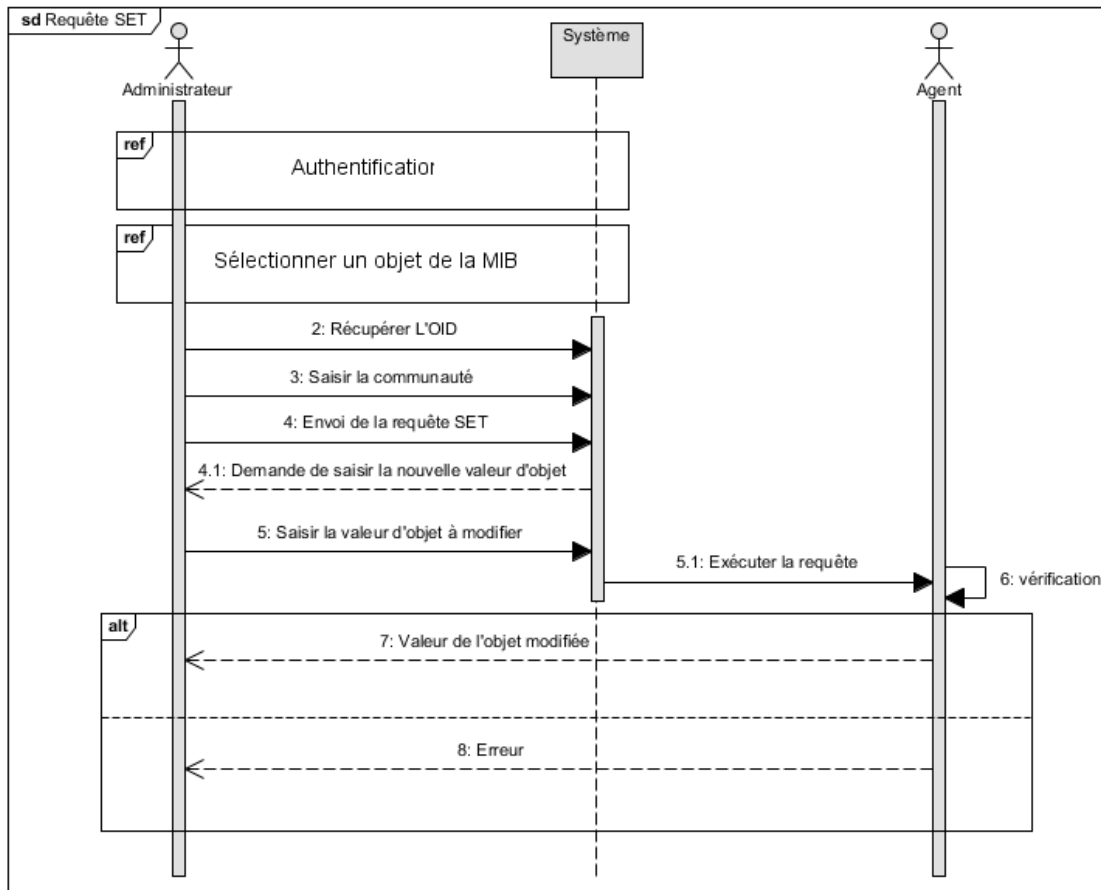 sd Requête SET
Système
Administrateur
Agent
ref
Authentification
ref
Sélectionner un objet de la MIB
2: Récupérer L'OID
3: Saisir la communauté
4: Envoi de la requête SET
4.1: Demande de saisir la nouvelle valeur d'objet
5: Saisir la valeur d'objet à modifier
5.1: Exécuter la requête
6: vérification
alt
7: Valeur de l'objet modifiée
8: Erreur